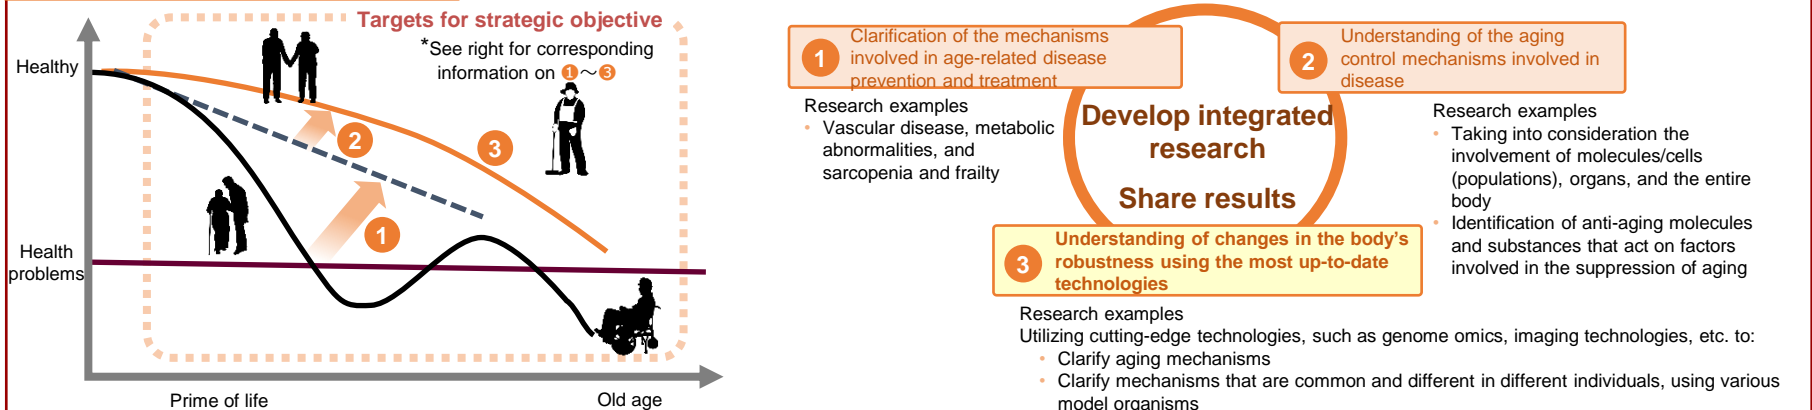 Targets for strategic objective
*See right for corresponding
information on ❶～❸
Healthy
Health
problems
2
3
1
Prime of life
Old age
1
Clarification of the mechanisms
involved in age-related disease
prevention and treatment
Research examples
• Vascular disease, metabolic
abnormalities, and
sarcopenia and frailty
Develop integrated
research
Share results
2
Understanding of the aging
control mechanisms involved in
disease
Research examples
• Taking into consideration the
involvement of molecules/cells
(populations), organs, and the entire
body
• Identification of anti-aging molecules
and substances that act on factors
involved in the suppression of aging
3
Understanding of changes in the body's
robustness using the most up-to-date
technologies
Research examples
Utilizing cutting-edge technologies, such as genome omics, imaging technologies, etc. to:
• Clarify aging mechanisms
• Clarify mechanisms that are common and different in different individuals, using various
model organisms